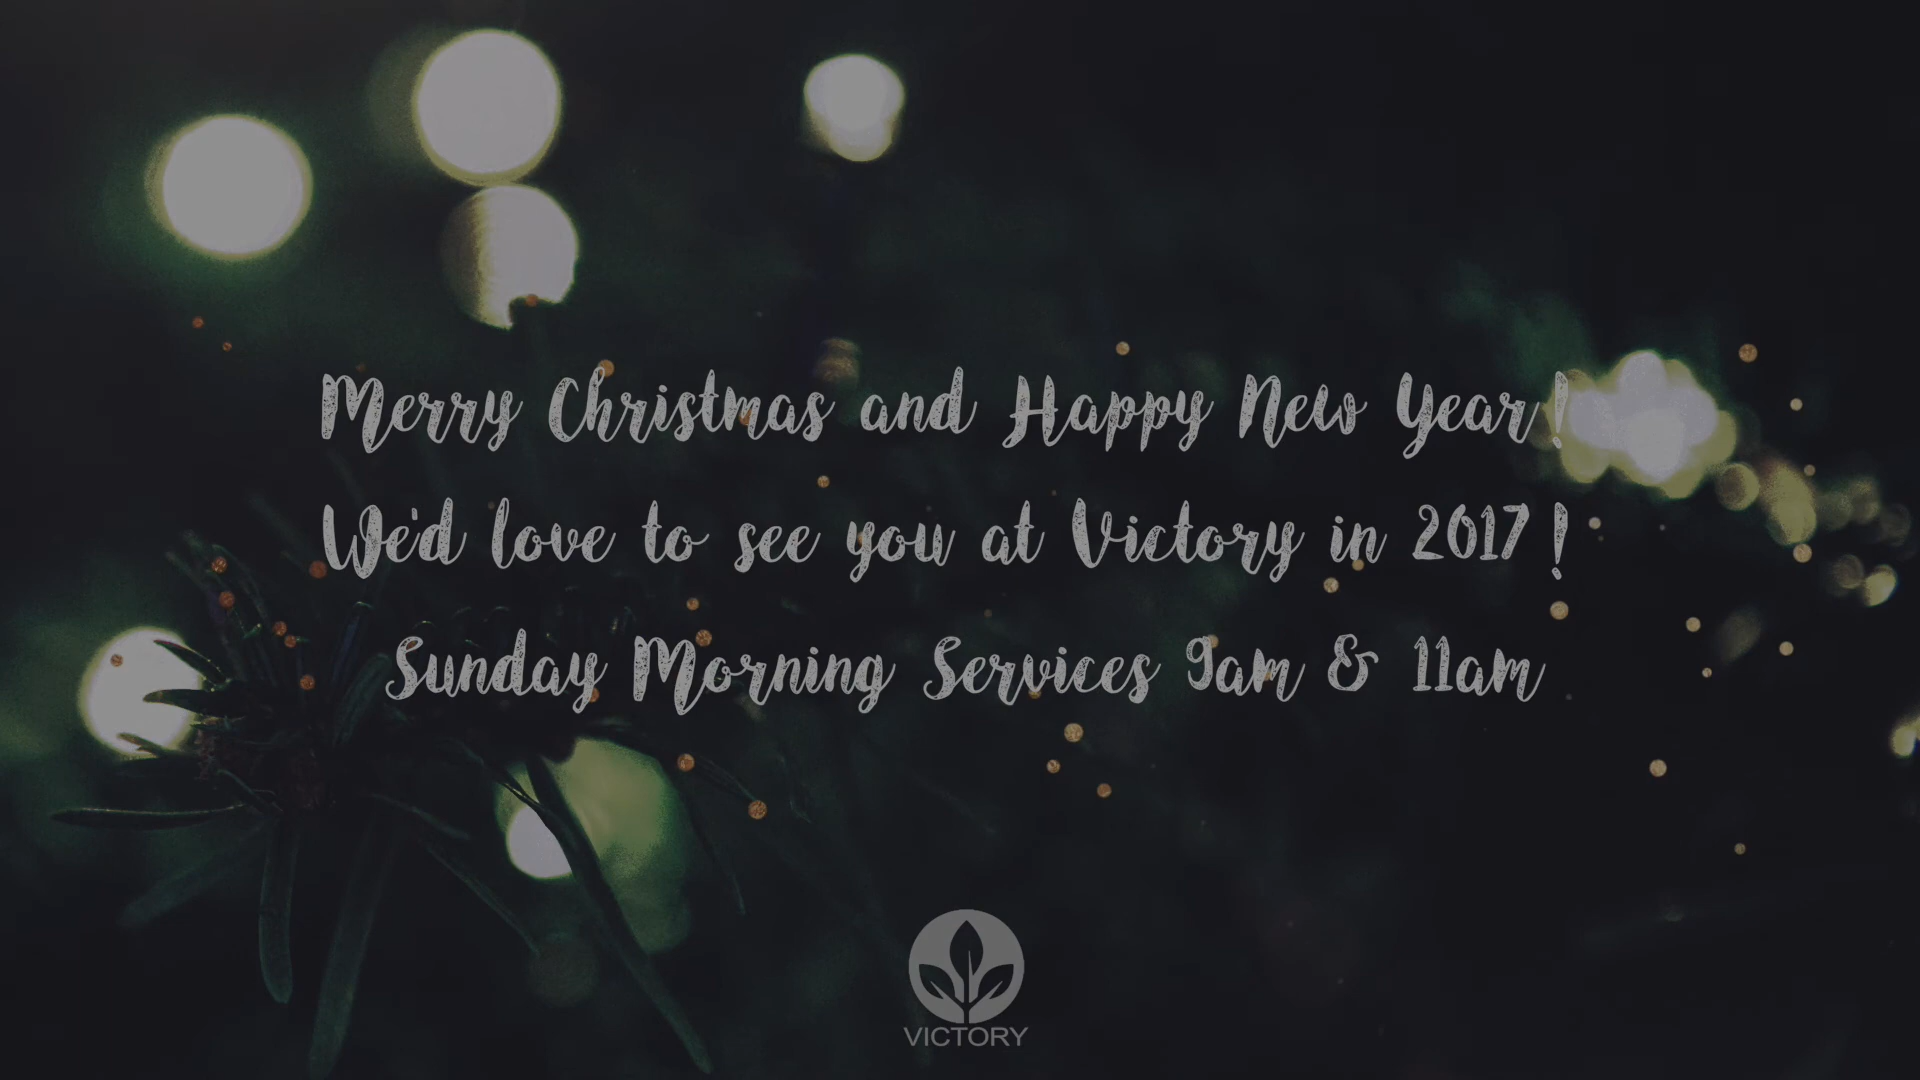 Merry Christmas and Happy New Year!
We'd love to see you at Victory in 2017!
Sunday Morning Services 9am & 11am
VICTORY